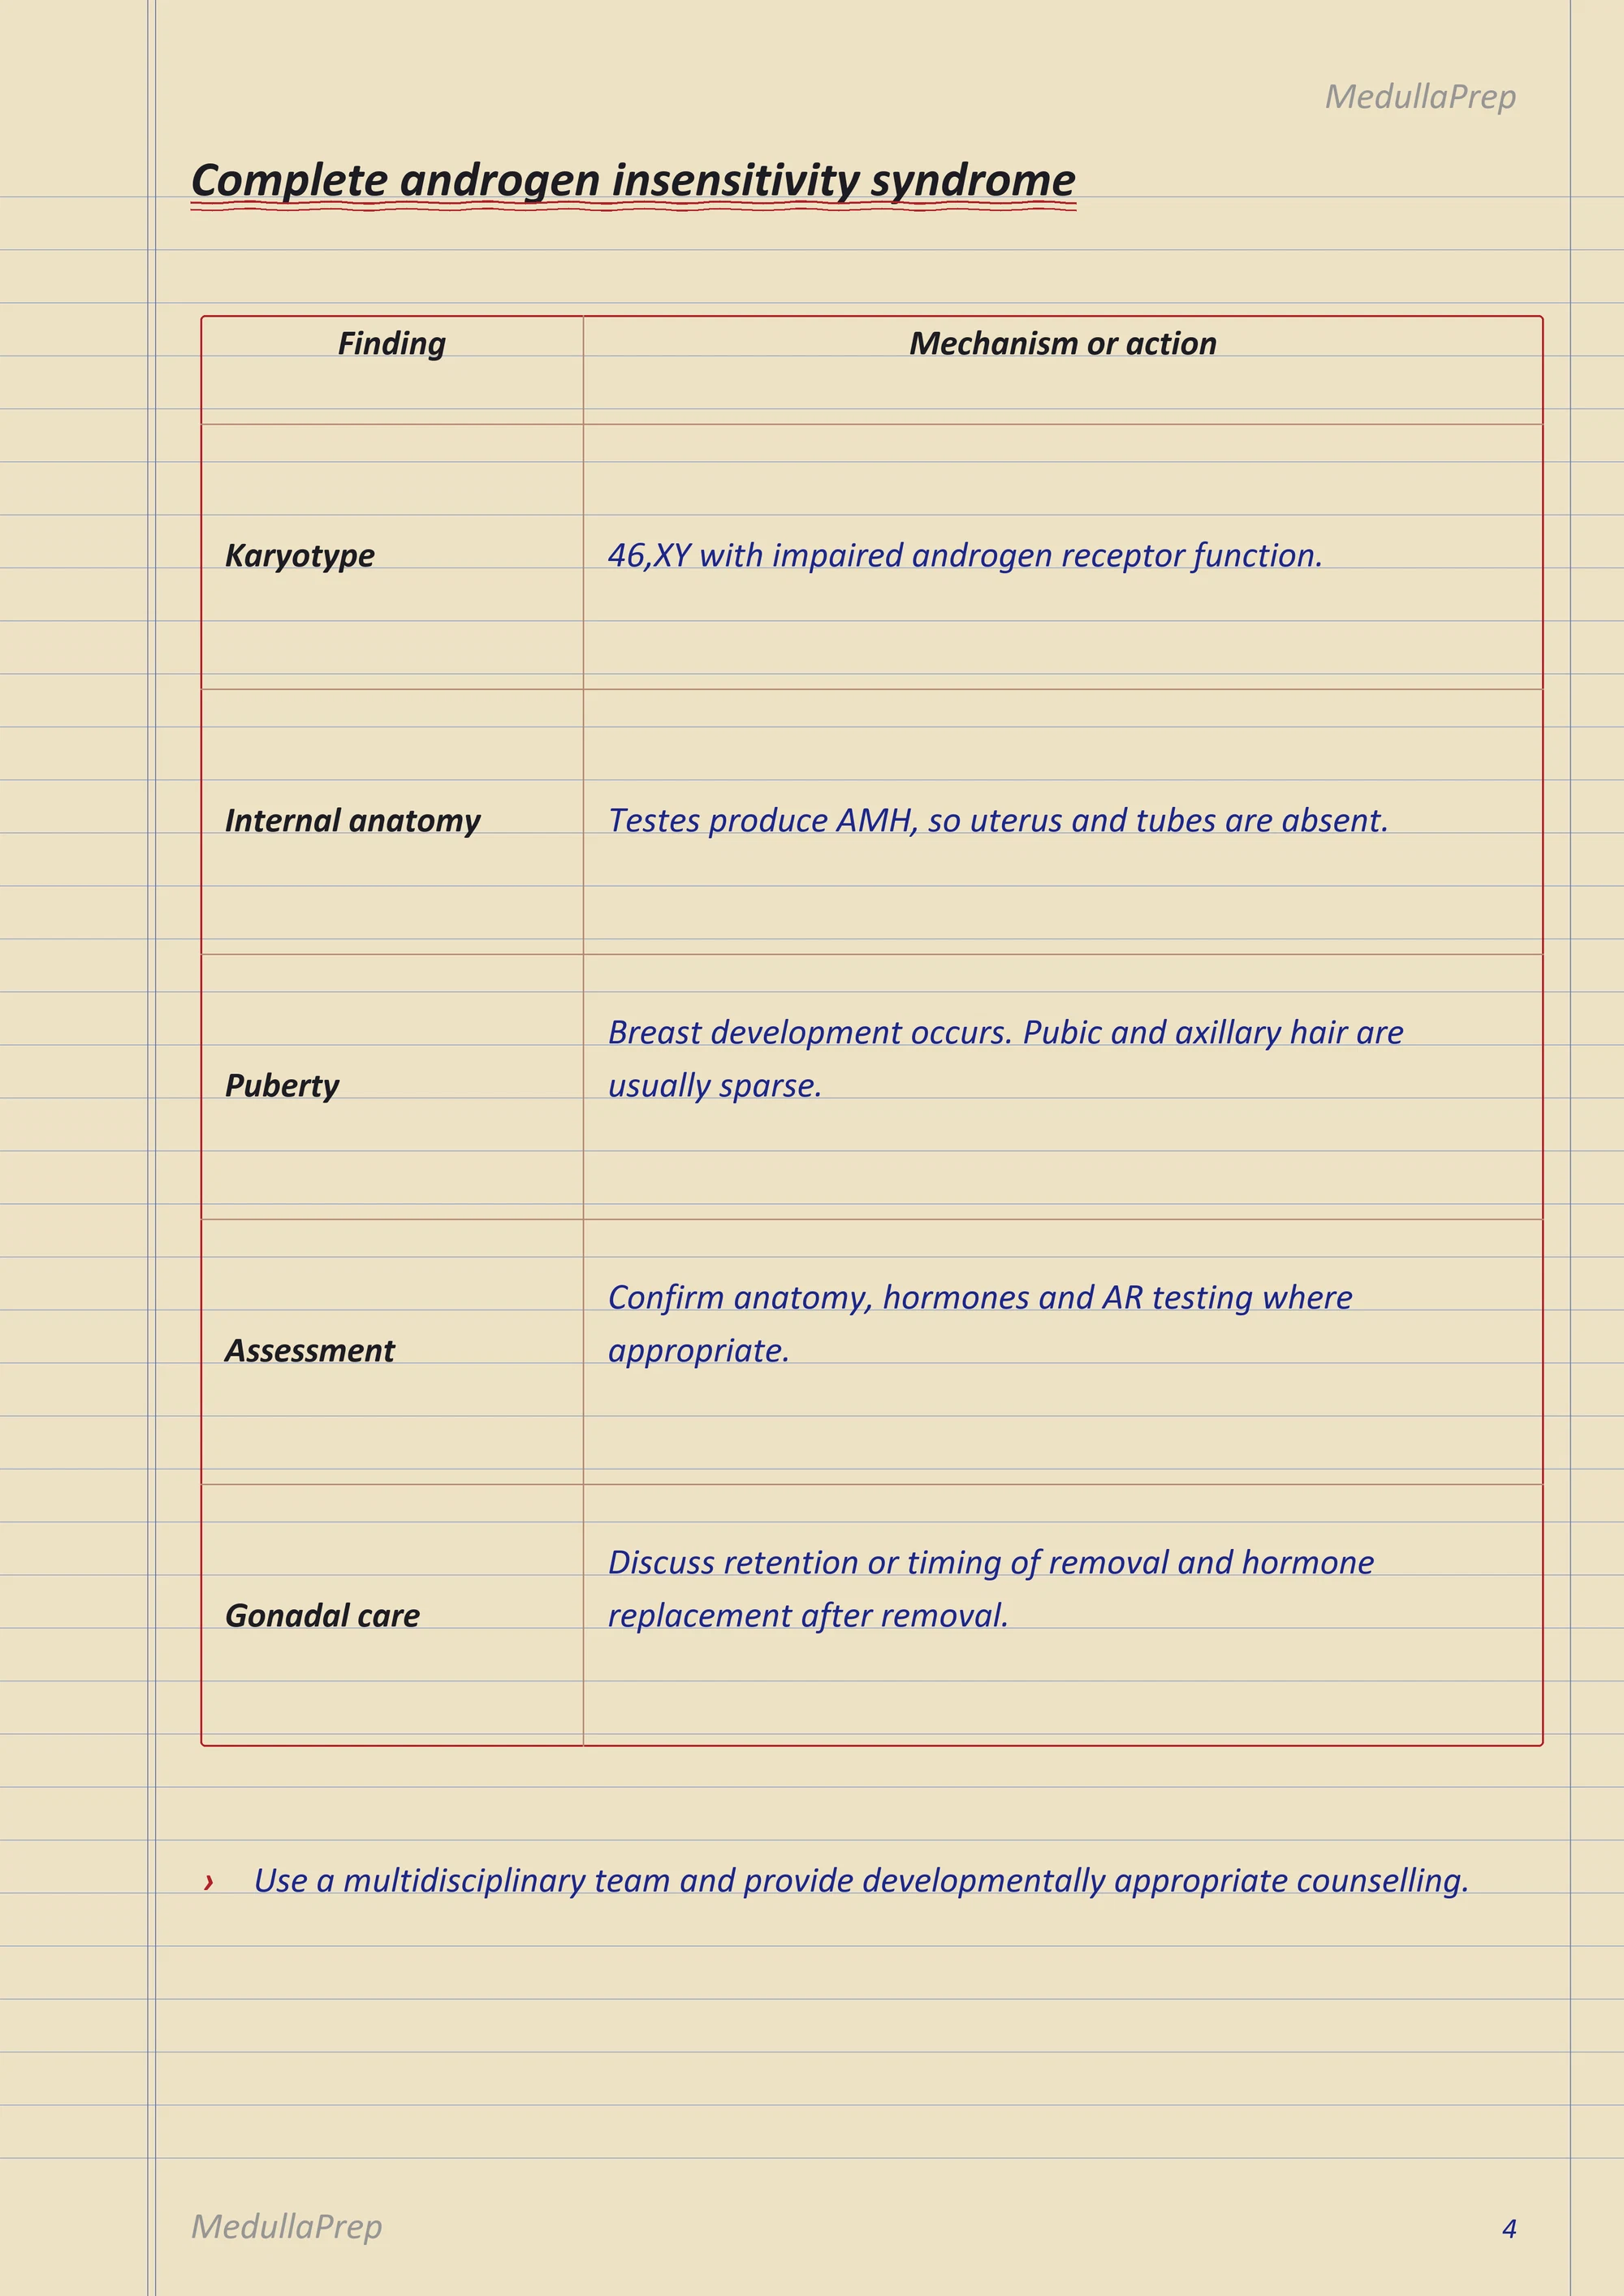 MedullaPrep
Complete androgen insensitivity syndrome
Finding
Mechanism or action
Karyotype
46,XY with impaired androgen receptor function.
Internal anatomy
Testes produce AMH, so uterus and tubes are absent.
Puberty
Breast development occurs. Pubic and axillary hair are
usually sparse.
Assessment
Confirm anatomy, hormones and AR testing where
appropriate.
Gonadal care
Discuss retention or timing of removal and hormone
replacement after removal.
› Use a multidisciplinary team and provide developmentally appropriate counselling.
MedullaPrep
4